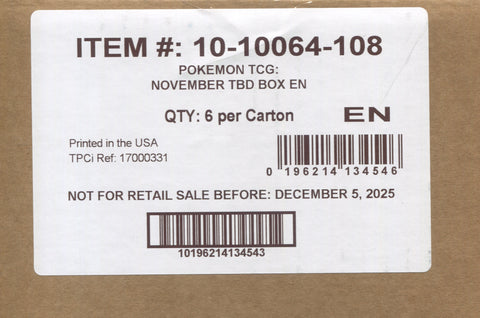 ITEM #: 10-10064-108
POKEMON TCG:
NOVEMBER TBD BOX EN
QTY: 6 per Carton EN
Printed in the USA
TPCi Ref: 17000331
0 196214 134546
NOT FOR RETAIL SALE BEFORE: DECEMBER 5, 2025
10196214134543